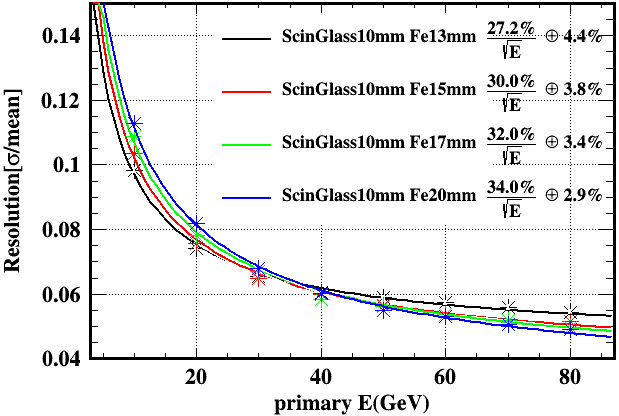 0.14
0.12
0.1
0.08
0.06
0.04
Resolution[σ/mean]
ScinGlass10mm Fe13mm 27.2%/√E ⊕ 4.4%
ScinGlass10mm Fe15mm 30.0%/√E ⊕ 3.8%
ScinGlass10mm Fe17mm 32.0%/√E ⊕ 3.4%
ScinGlass10mm Fe20mm 34.0%/√E ⊕ 2.9%
20 40 60 80
primary E(GeV)